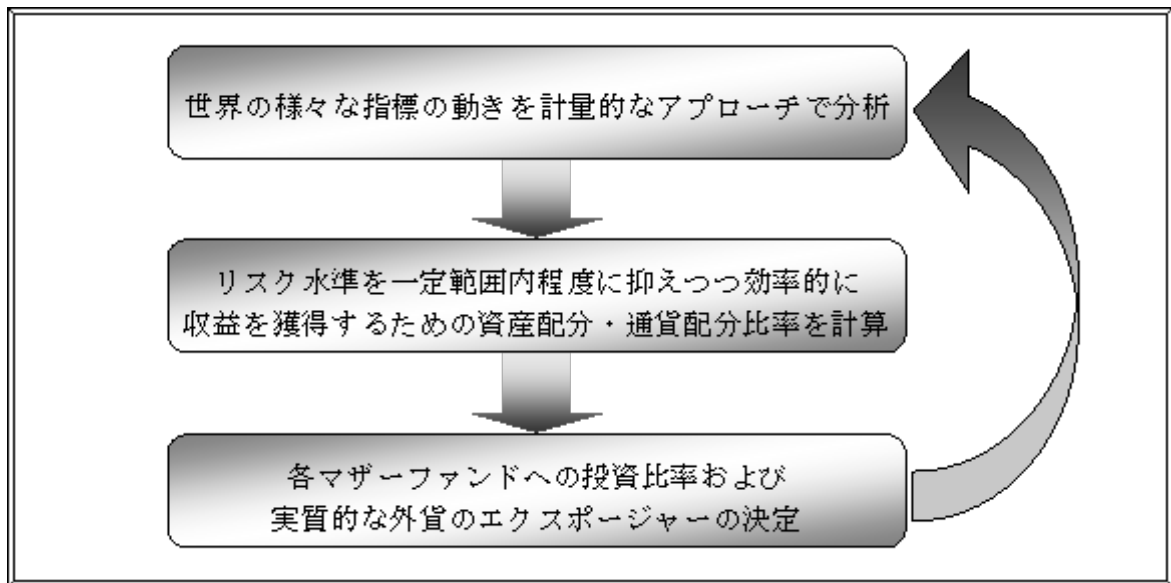 世界の様々な指標の動きを計量的なアプローチで分析
リスク水準を一定範囲内程度に抑えつつ効率的に
収益を獲得するための資産配分・通貨配分比率を計算
各マザーファンドへの投資比率および
実質的な外貨のエクスポージャーの決定